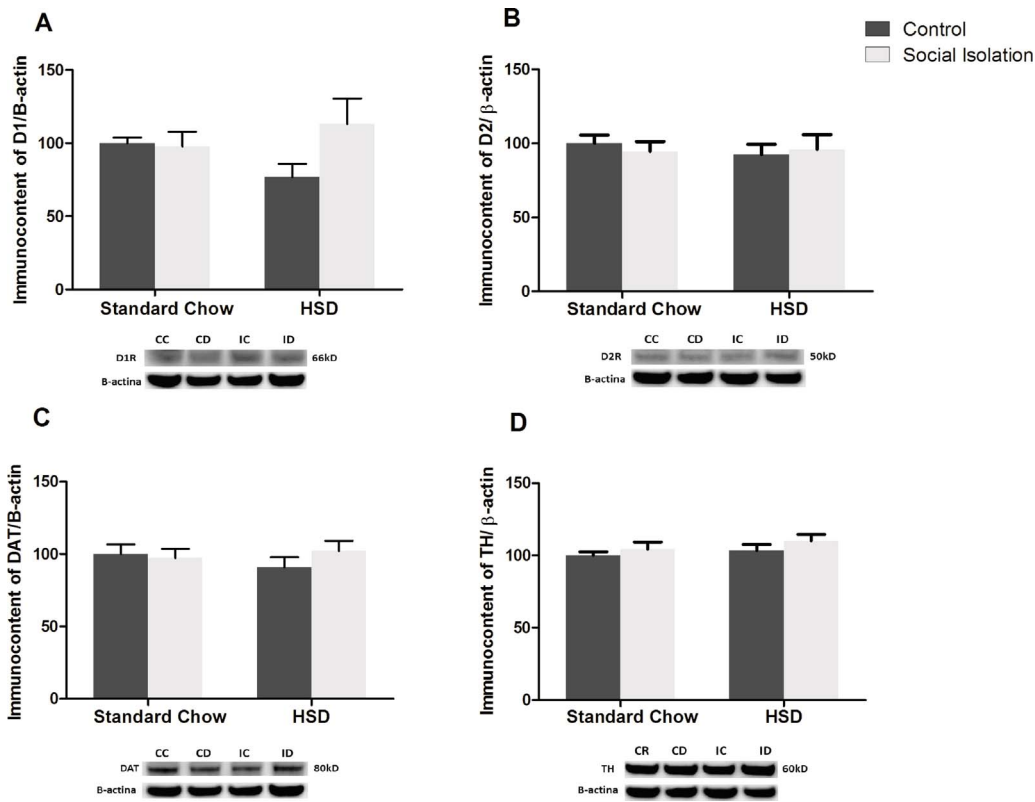 A
B
Control
Social Isolation
Immunocontent of D1/B-actin
150
100
50
0
Standard Chow HSD
CC CD IC ID
D1R 66kD
B-actina
Immunocontent of D2/ β-actin
150
100
50
0
Standard Chow HSD
CC CD IC ID
D2R 50kD
B-actina
C
D
Immunocontent of DAT/B-actin
150
100
50
0
Standard Chow HSD
CC CD IC ID
DAT 80kD
B-actina
Immunocontent of TH/ β-actin
150
100
50
0
Standard Chow HSD
CR CD IC ID
TH 60kD
B-actina